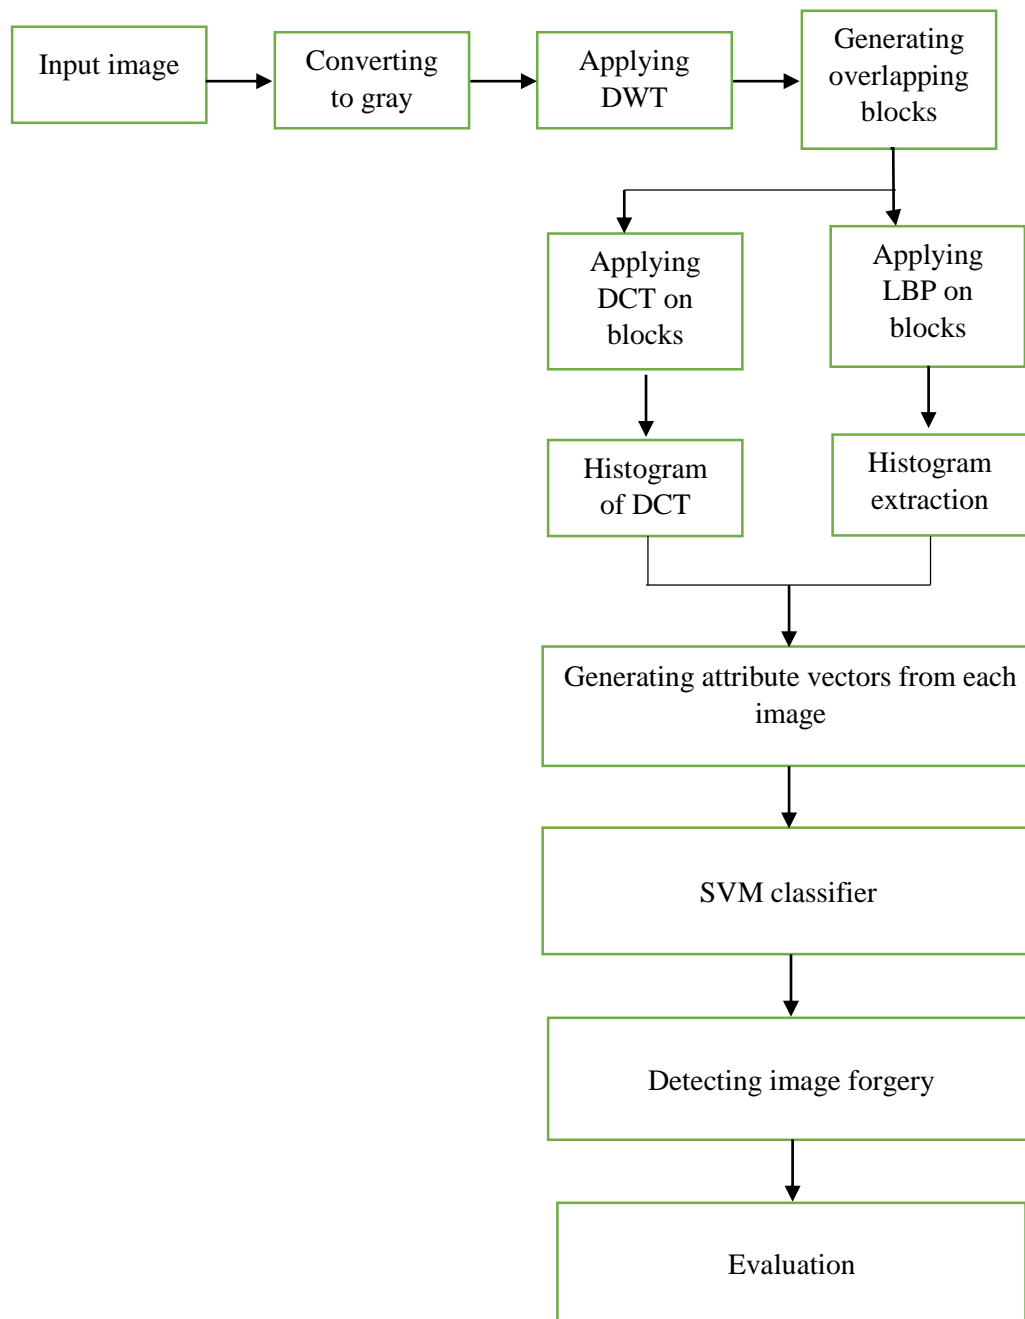 Input image
Converting
to gray
Applying
DWT
Generating
overlapping
blocks
Applying
DCT on
blocks
Applying
LBP on
blocks
Histogram
of DCT
Histogram
extraction
Generating attribute vectors from each
image
SVM classifier
Detecting image forgery
Evaluation